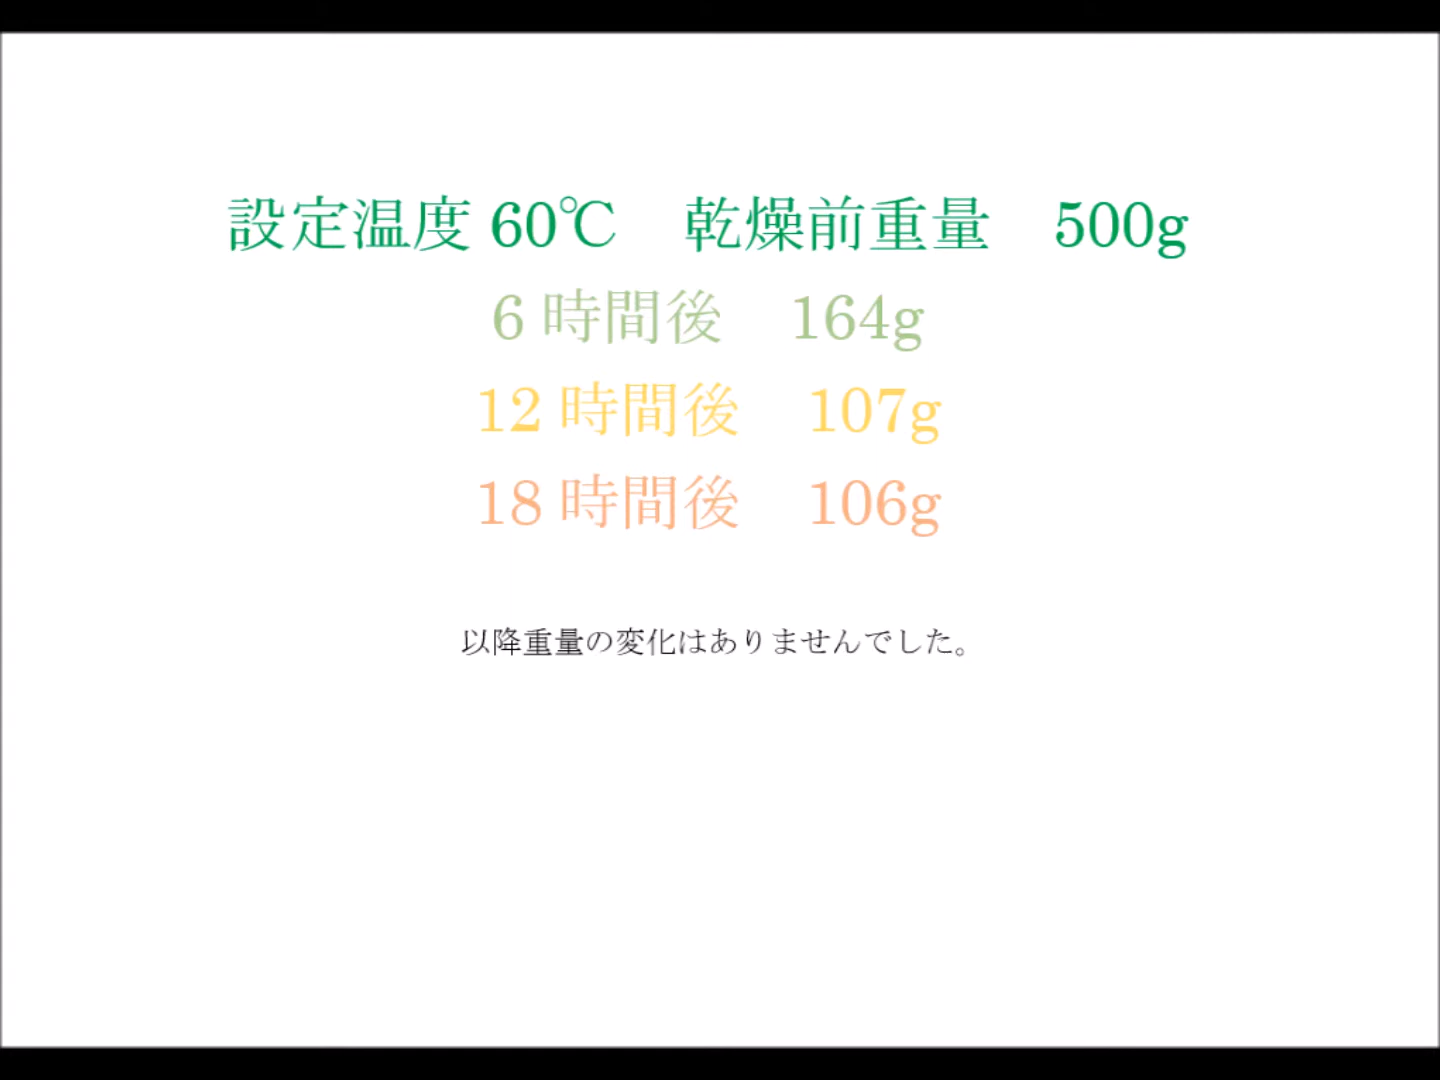 設定温度 60℃　乾燥前重量　500g
6 時間後　164g
12 時間後　107g
18 時間後　106g
以降重量の変化はありませんでした。